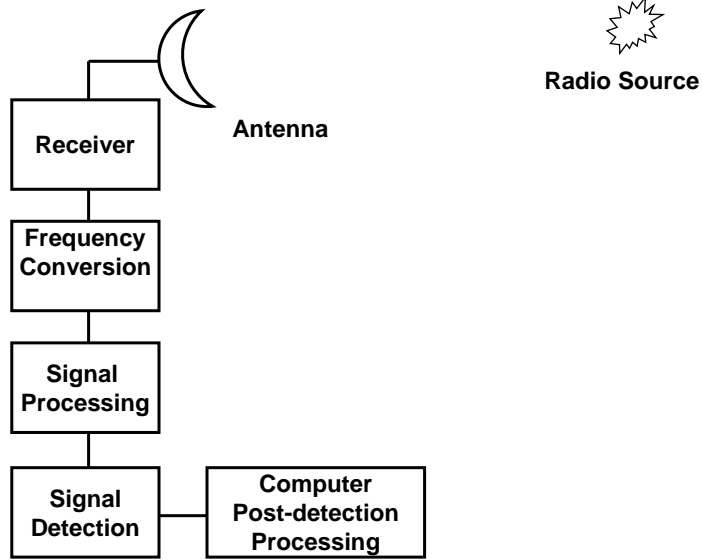 Radio Source
Antenna
Receiver
Frequency
Conversion
Signal
Processing
Signal
Detection
Computer
Post-detection
Processing